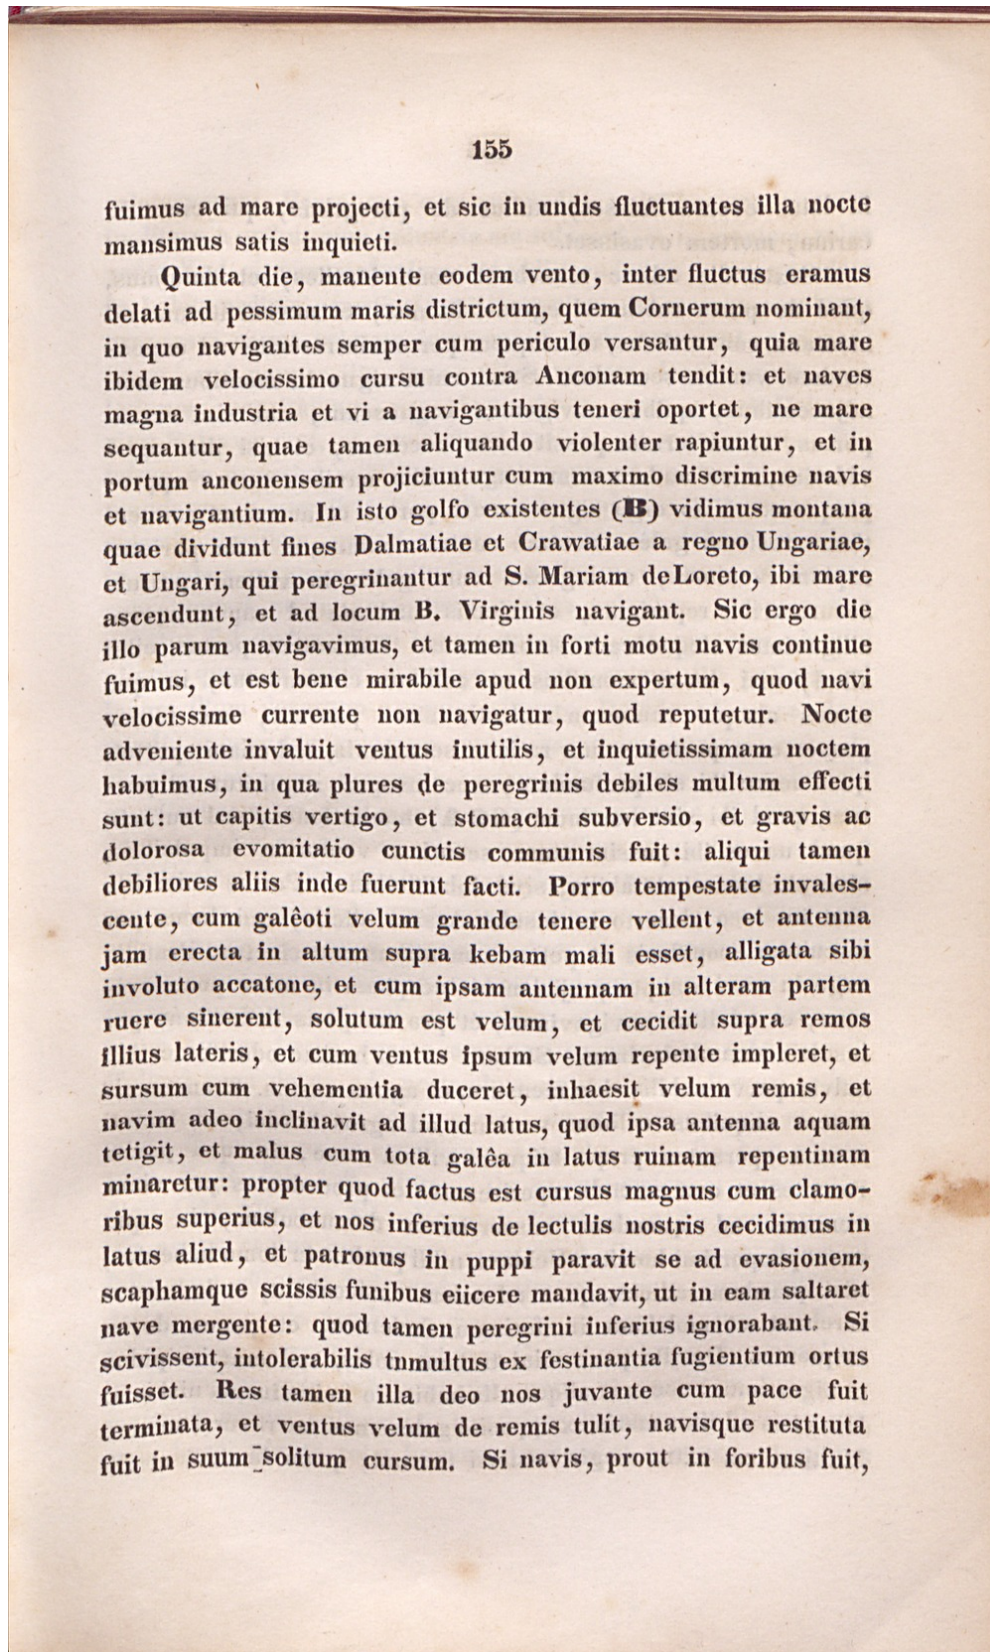 155
fuimus ad mare projecti, et sic in undis fluctuantes illa nocte
mansimus satis inquieti.
Quinta die, manente eodem vento, inter fluctus eramus
delati ad pessimum maris districtum, quem Cornerum nominant,
in quo navigantes semper cum periculo versantur, quia mare
ibidem velocissimo cursu contra Anconam tendit: et naves
magna industria et vi a navigantibus teneri oportet, ne mare
sequantur, quae tamen aliquando violenter rapiuntur, et in
portum anconensem projiciuntur cum maximo discrimine navis
et navigantium. In isto golfo existentes (B) vidimus montana
quae dividunt fines Dalmatiae et Crawatiae a regno Ungariae,
et Ungari, qui peregrinantur ad S. Mariam de Loreto, ibi mare
ascendunt, et ad locum B. Virginis navigant. Sic ergo die
illo parum navigavimus, et tamen in forti motu navis continue
fuimus, et est bene mirabile apud non expertum, quod navi
velocissime currente non navigatur, quod reputetur. Nocte
adveniente invaluit ventus inutilis, et inquietissimam noctem
habuimus, in qua plures de peregrinis debiles multum effecti
sunt: ut capitis vertigo, et stomachi subversio, et gravis ac
dolorosa evomitatio cunctis communis fuit: aliqui tamen
debiliores aliis inde fuerunt facti. Porro tempestate invales-
cente, cum galêoti velum grande tenere vellent, et antenna
jam erecta in altum supra kebam mali esset, alligata sibi
involuto accatone, et cum ipsam antennam in alteram partem
ruere sinerent, solutum est velum, et cecidit supra remos
illius lateris, et cum ventus ipsum velum repente impleret, et
sursum cum vehementia duceret, inhaesit velum remis, et
navim adeo inclinavit ad illud latus, quod ipsa antenna aquam
tetigit, et malus cum tota galêa in latus ruinam repentinam
minaretur: propter quod factus est cursus magnus cum clamo-
ribus superius, et nos inferius de lectulis nostris cecidimus in
latus aliud, et patronus in puppi paravit se ad evasionem,
scaphamque scissis funibus eiicere mandavit, ut in eam saltaret
nave mergente: quod tamen peregrini inferius ignorabant. Si
scivissent, intolerabilis tnmultus ex festinantia fugientium ortus
fuisset. Res tamen illa deo nos juvante cum pace fuit
terminata, et ventus velum de remis tulit, navisque restituta
fuit in suum solitum cursum. Si navis, prout in foribus fuit,